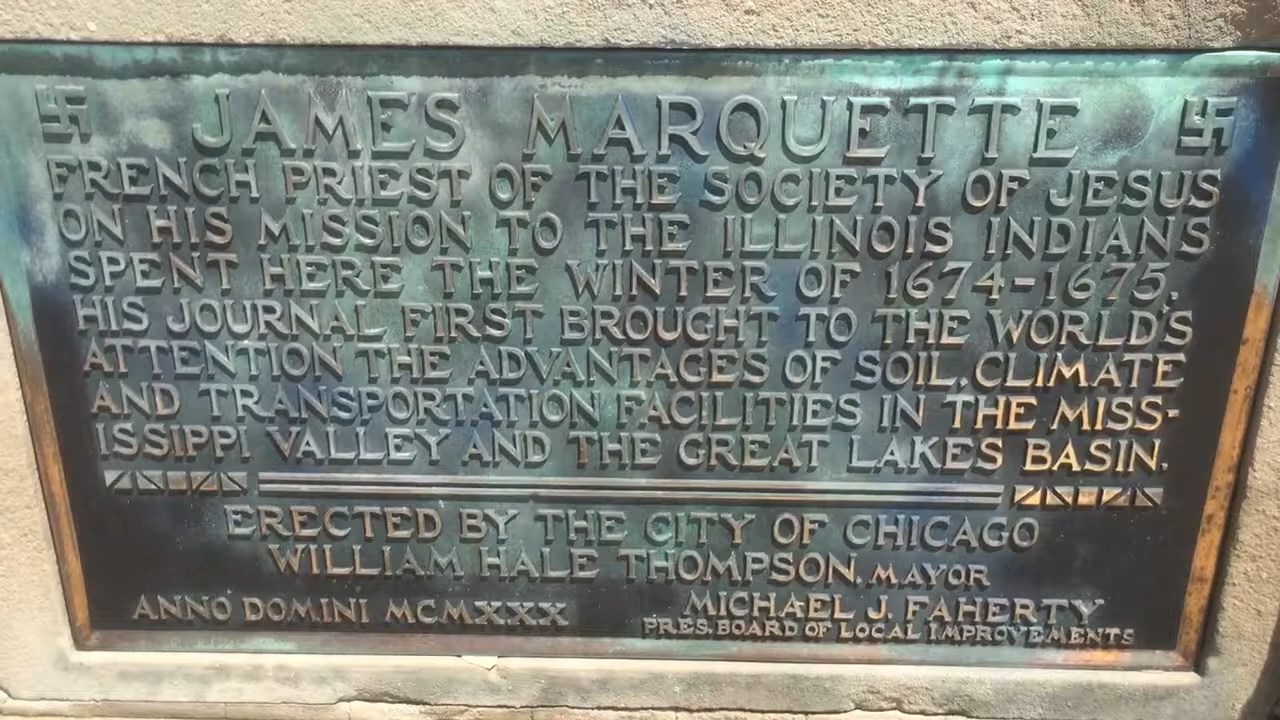 JAMES MARQUETTE
FRENCH PRIEST OF THE SOCIETY OF JESUS
ON HIS MISSION TO THE ILLINOIS INDIANS
SPENT HERE THE WINTER OF 1674-1675.
HIS JOURNAL FIRST BROUGHT TO THE WORLD'S
ATTENTION THE ADVANTAGES OF SOIL, CLIMATE
AND TRANSPORTATION FACILITIES IN THE MISS-
ISSIPPI VALLEY AND THE GREAT LAKES BASIN.
ERECTED BY THE CITY OF CHICAGO
WILLIAM HALE THOMPSON, MAYOR
ANNO DOMINI MCMXXX
MICHAEL J. FAHERTY
PRES. BOARD OF LOCAL IMPROVEMENTS